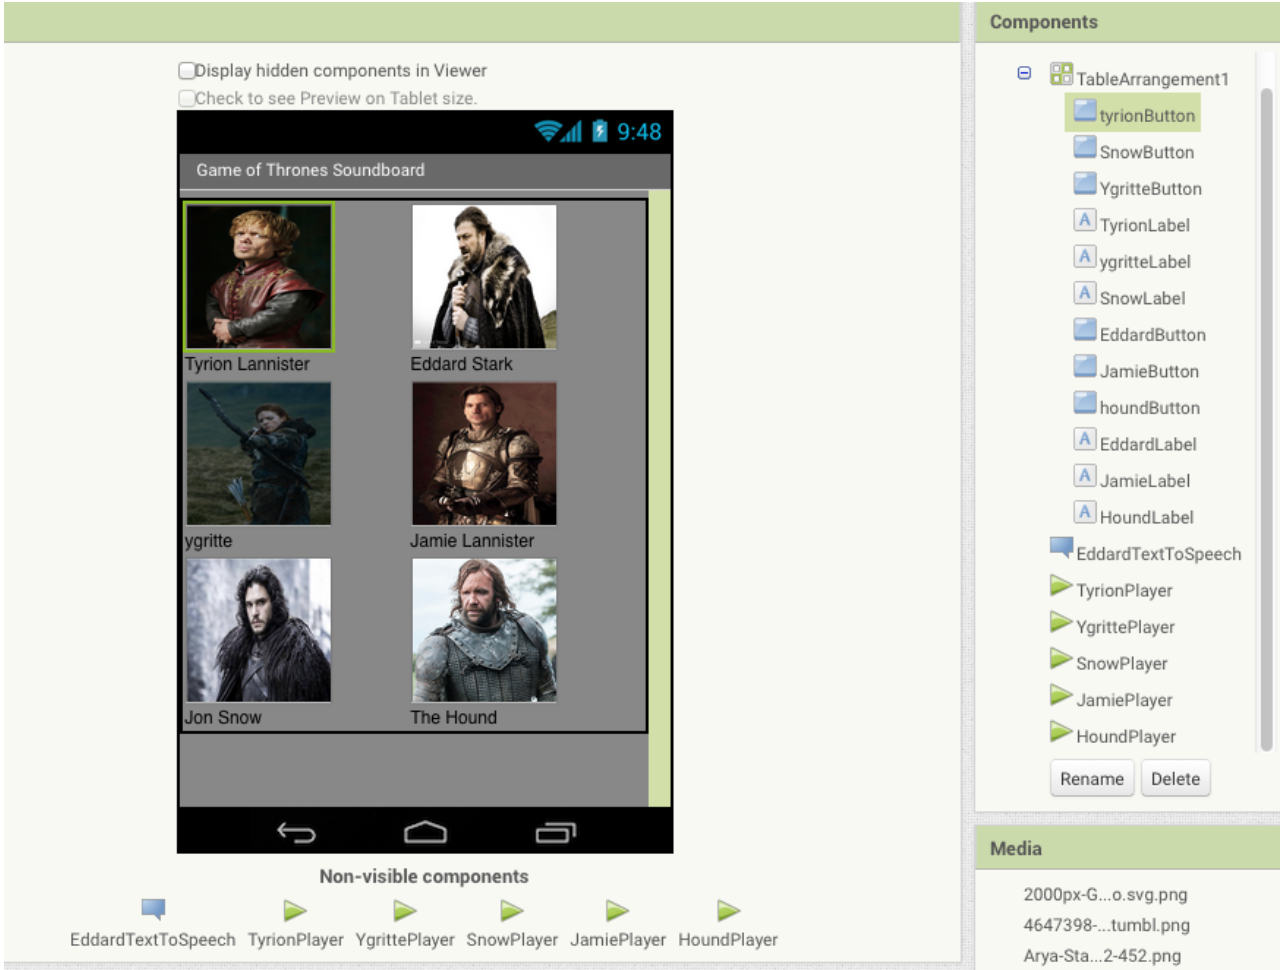 Components
Display hidden components in Viewer
Check to see Preview on Tablet size.
9:48
Game of Thrones Soundboard
Tyrion Lannister
Eddard Stark
ygritte
Jamie Lannister
Jon Snow
The Hound
Non-visible components
EddardTextToSpeech TyrionPlayer YgrittePlayer SnowPlayer JamiePlayer HoundPlayer
TableArrangement1
tyrionButton
SnowButton
YgritteButton
A TyrionLabel
A ygritteLabel
A SnowLabel
EddardButton
JamieButton
houndButton
A EddardLabel
A JamieLabel
A HoundLabel
EddardTextToSpeech
TyrionPlayer
YgrittePlayer
SnowPlayer
JamiePlayer
HoundPlayer
Rename Delete
Media
2000px-G...o.svg.png
4647398-...tumbl.png
Arya-Sta...2-452.png